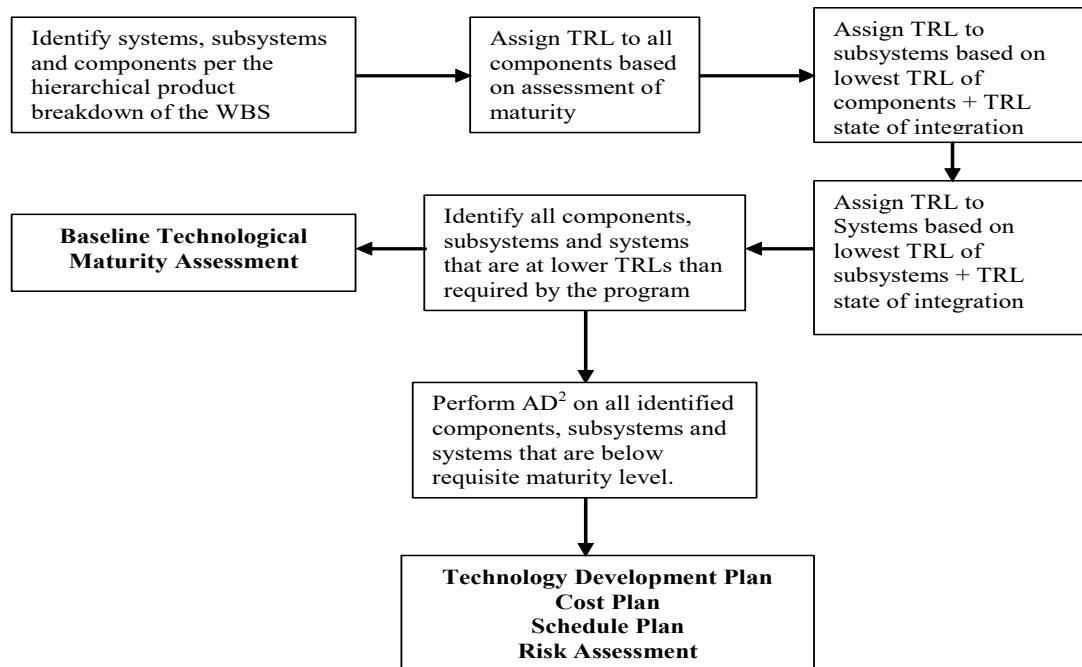 Identify systems, subsystems
and components per the
hierarchical product
breakdown of the WBS
Assign TRL to all
components based
on assessment of
maturity
Assign TRL to
subsystems based on
lowest TRL of
components + TRL
state of integration
Assign TRL to
Systems based on
lowest TRL of
subsystems + TRL
state of integration
Identify all components,
subsystems and systems
that are at lower TRLs than
required by the program
Baseline Technological
Maturity Assessment
Perform AD² on all identified
components, subsystems and
systems that are below
requisite maturity level.
Technology Development Plan
Cost Plan
Schedule Plan
Risk Assessment